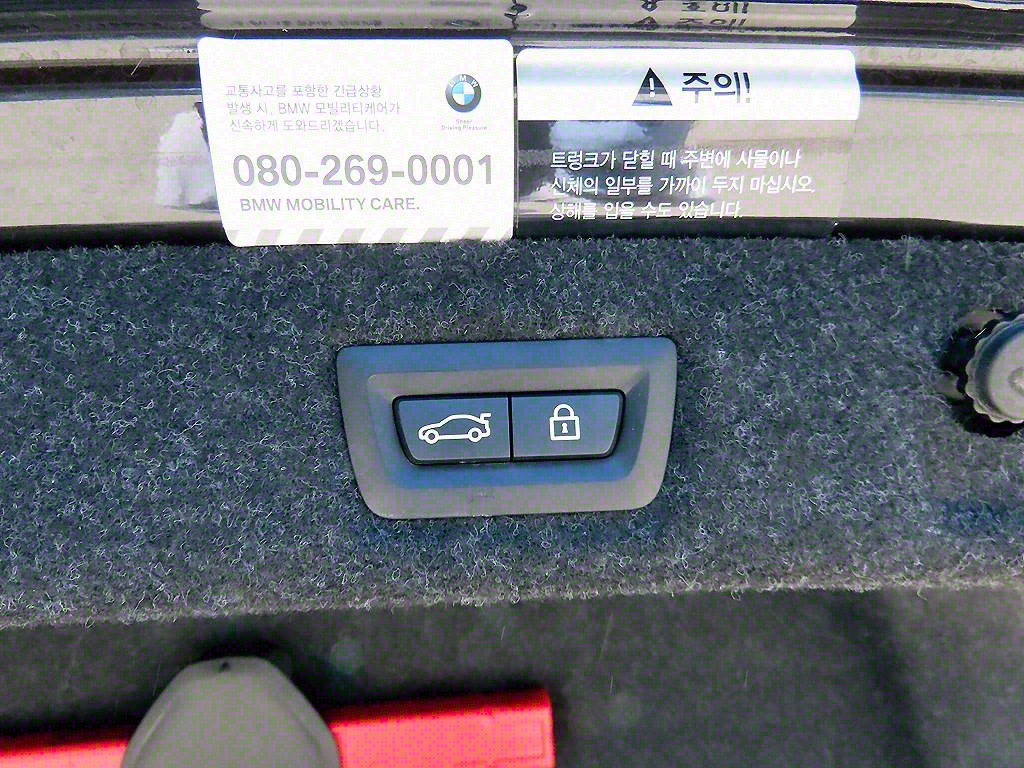 교통사고를 포함한 긴급상황
발생 시, BMW 모빌리티케어가
신속하게 도와드리겠습니다.
BMW
Sheer
Driving Pleasure
080-269-0001
BMW MOBILITY CARE.
주의!
트렁크가 닫힐 때 주변에 사물이나
신체의 일부를 가까이 두지 마십시오.
상해를 입을 수도 있습니다.